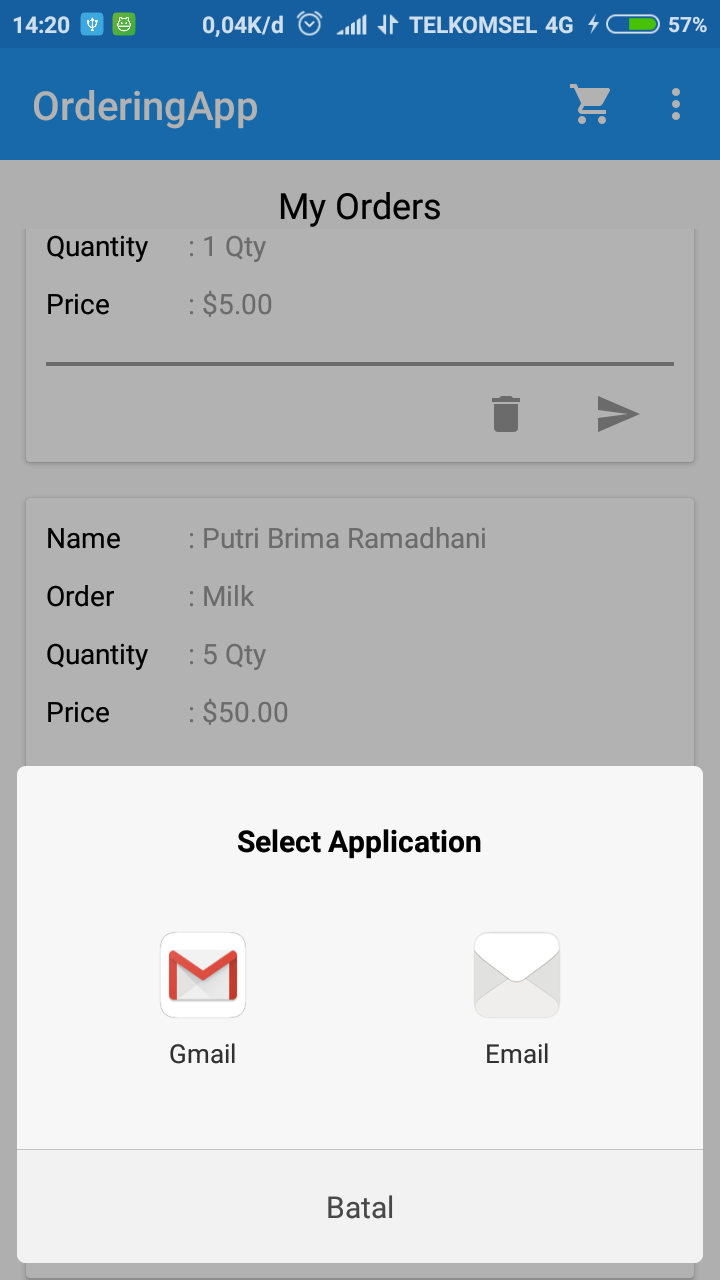 14:20 0,04K/d TELKOMSEL 4G 57%
OrderingApp
My Orders
Quantity : 1 Qty
Price : $5.00
Name : Putri Brima Ramadhani
Order : Milk
Quantity : 5 Qty
Price : $50.00
Select Application
Gmail Email
Batal